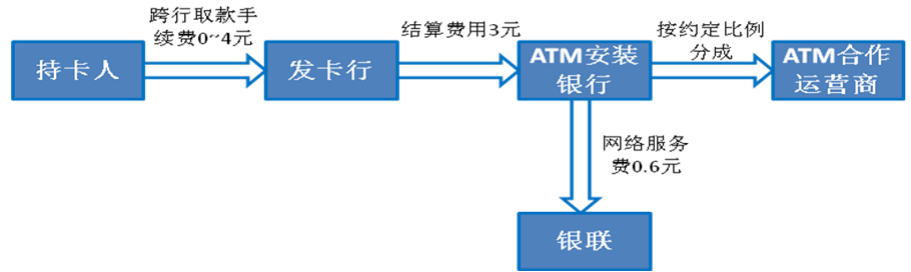 跨行取款手
续费0~4元
结算费用3元
按约定比例
分成
持卡人
发卡行
ATM安装
银行
ATM合作
运营商
网络服务
费0.6元
银联